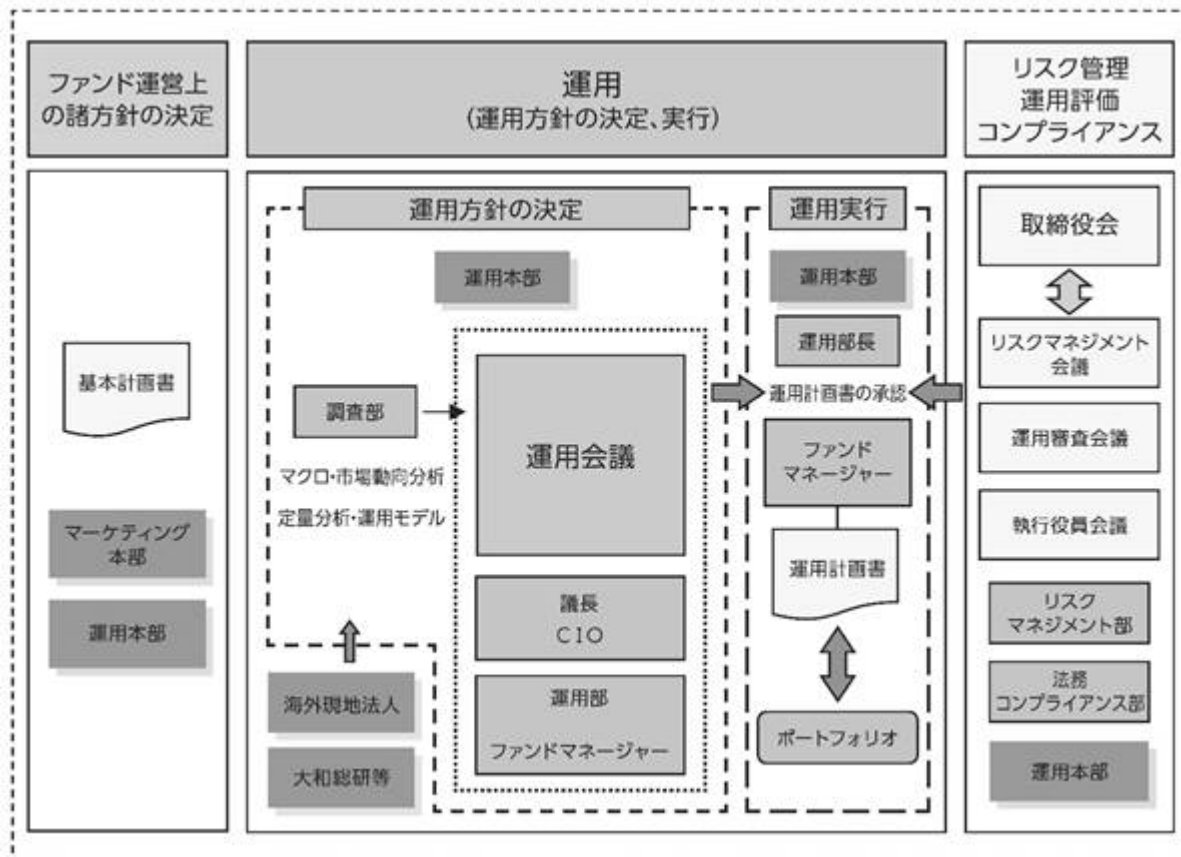 ファンド運営上
の諸方針の決定
運用
(運用方針の決定、実行)
リスク管理
運用評価
コンプライアンス
基本計画書
マーケティング
本部
運用本部
運用方針の決定
運用本部
調査部
マクロ・市場動向分析
定量分析・運用モデル
運用会議
議長
CIO
運用部
ファンドマネージャー
海外現地法人
大和総研等
運用実行
運用本部
運用部長
運用計画書の承認
ファンド
マネージャー
運用計画書
ポートフォリオ
取締役会
リスクマネジメント
会議
運用審査会議
執行役員会議
リスク
マネジメント部
法務
コンプライアンス部
運用本部